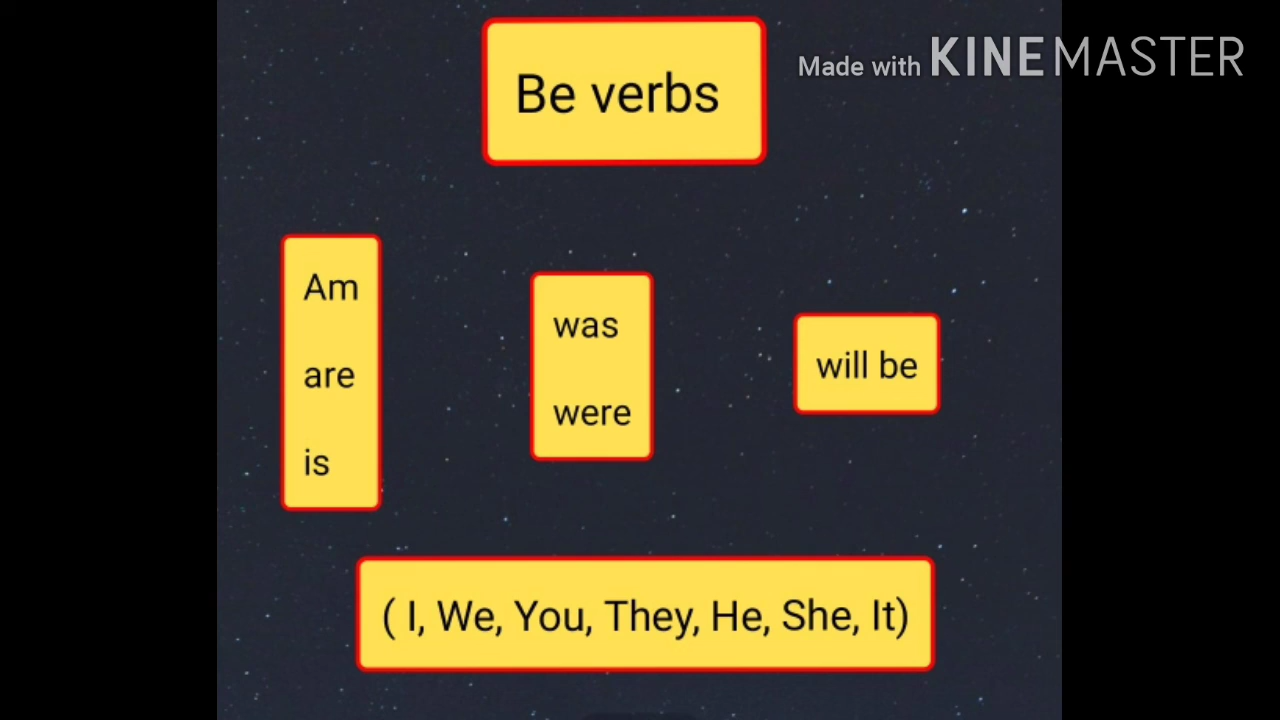 Made with KINEMASTER
Be verbs
Am
are
is
was
were
will be
( I, We, You, They, He, She, It)